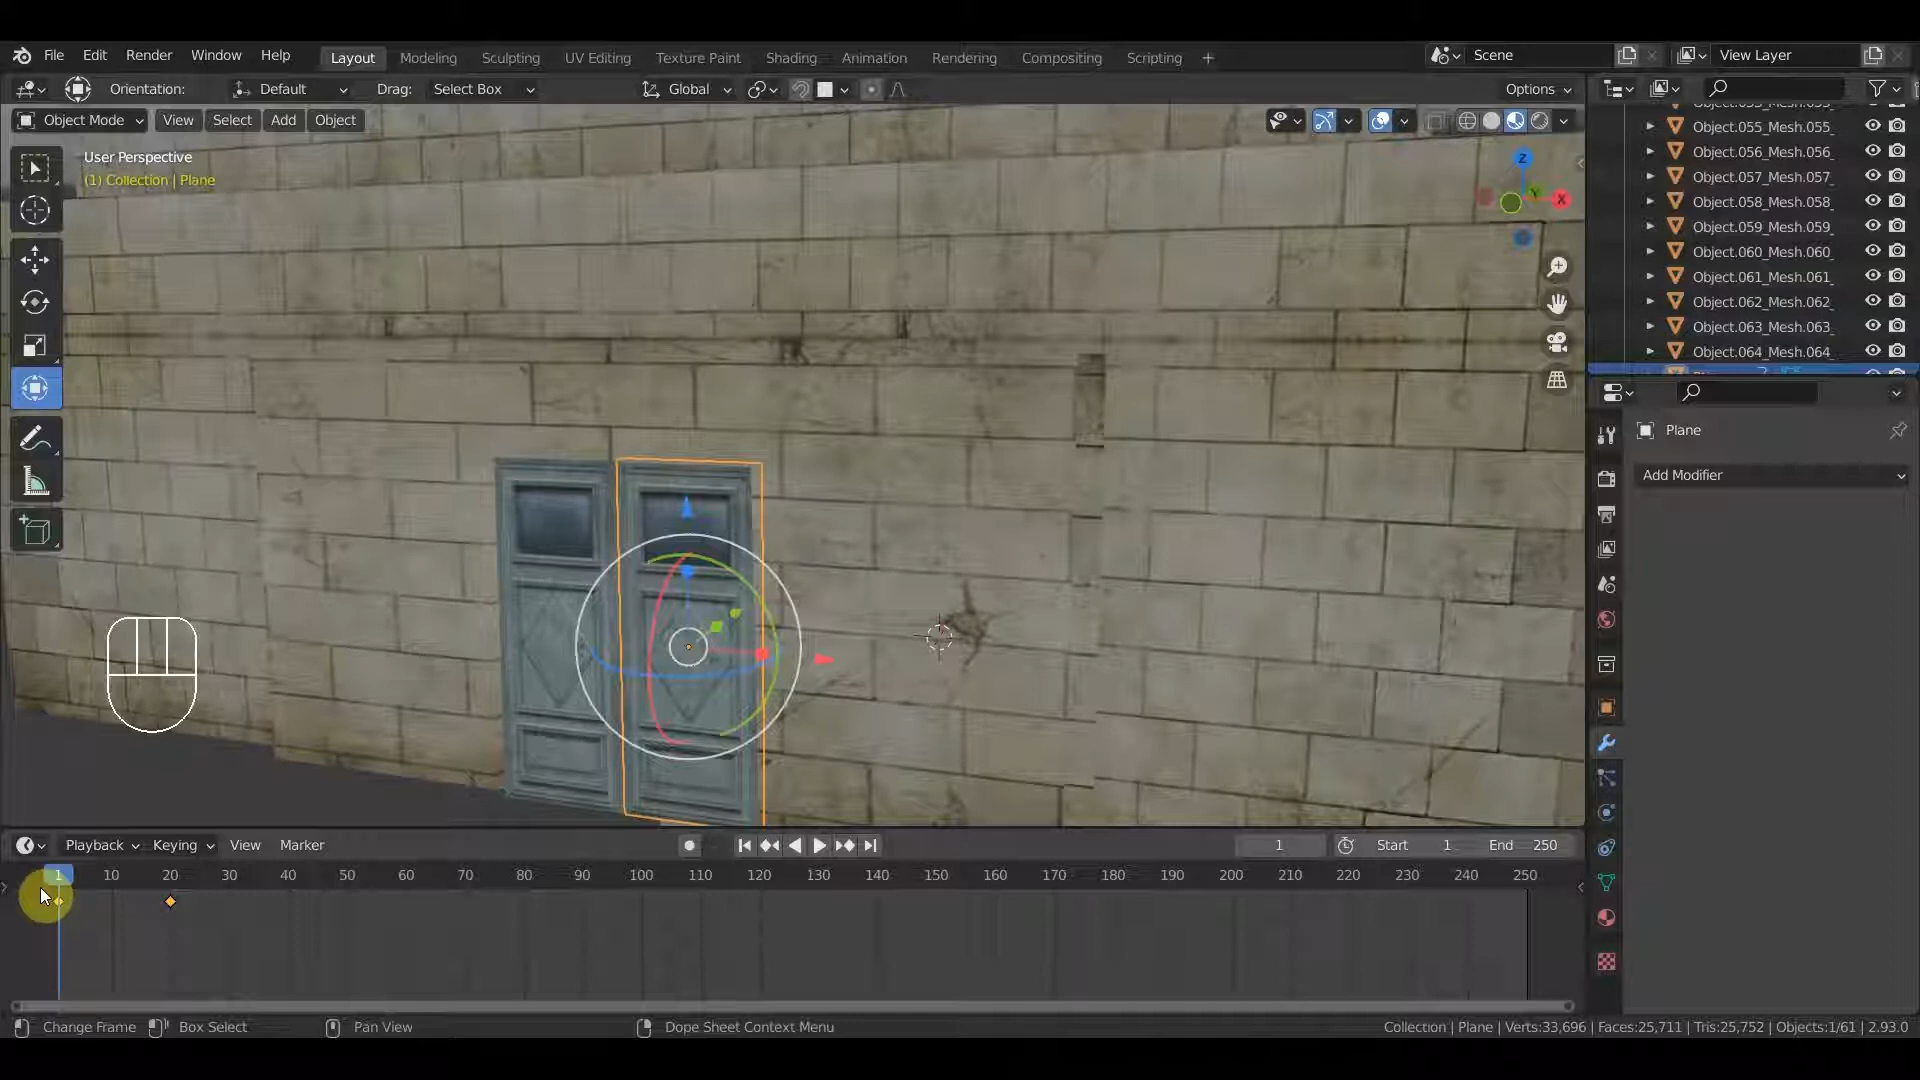 File Edit Render Window Help Layout Modeling Sculpting UV Editing Texture Paint Shading Animation Rendering Compositing Scripting + Scene View Layer
Orientation: Default Drag: Select Box Global Options
Object Mode View Select Add Object
User Perspective
(1) Collection | Plane
Z
X
Object.055_Mesh.055_
Object.056_Mesh.056_
Object.057_Mesh.057_
Object.058_Mesh.058_
Object.059_Mesh.059_
Object.060_Mesh.060_
Object.061_Mesh.061_
Object.062_Mesh.062_
Object.063_Mesh.063_
Object.064_Mesh.064_
Plane
Add Modifier
Playback Keying View Marker 1 Start 1 End 250
1 10 20 30 40 50 60 70 80 90 100 110 120 130 140 150 160 170 180 190 200 210 220 230 240 250
Change Frame Box Select Pan View Dope Sheet Context Menu Collection | Plane | Verts:33,696 | Faces:25,711 | Tris:25,752 | Objects:1/61 | 2.93.0